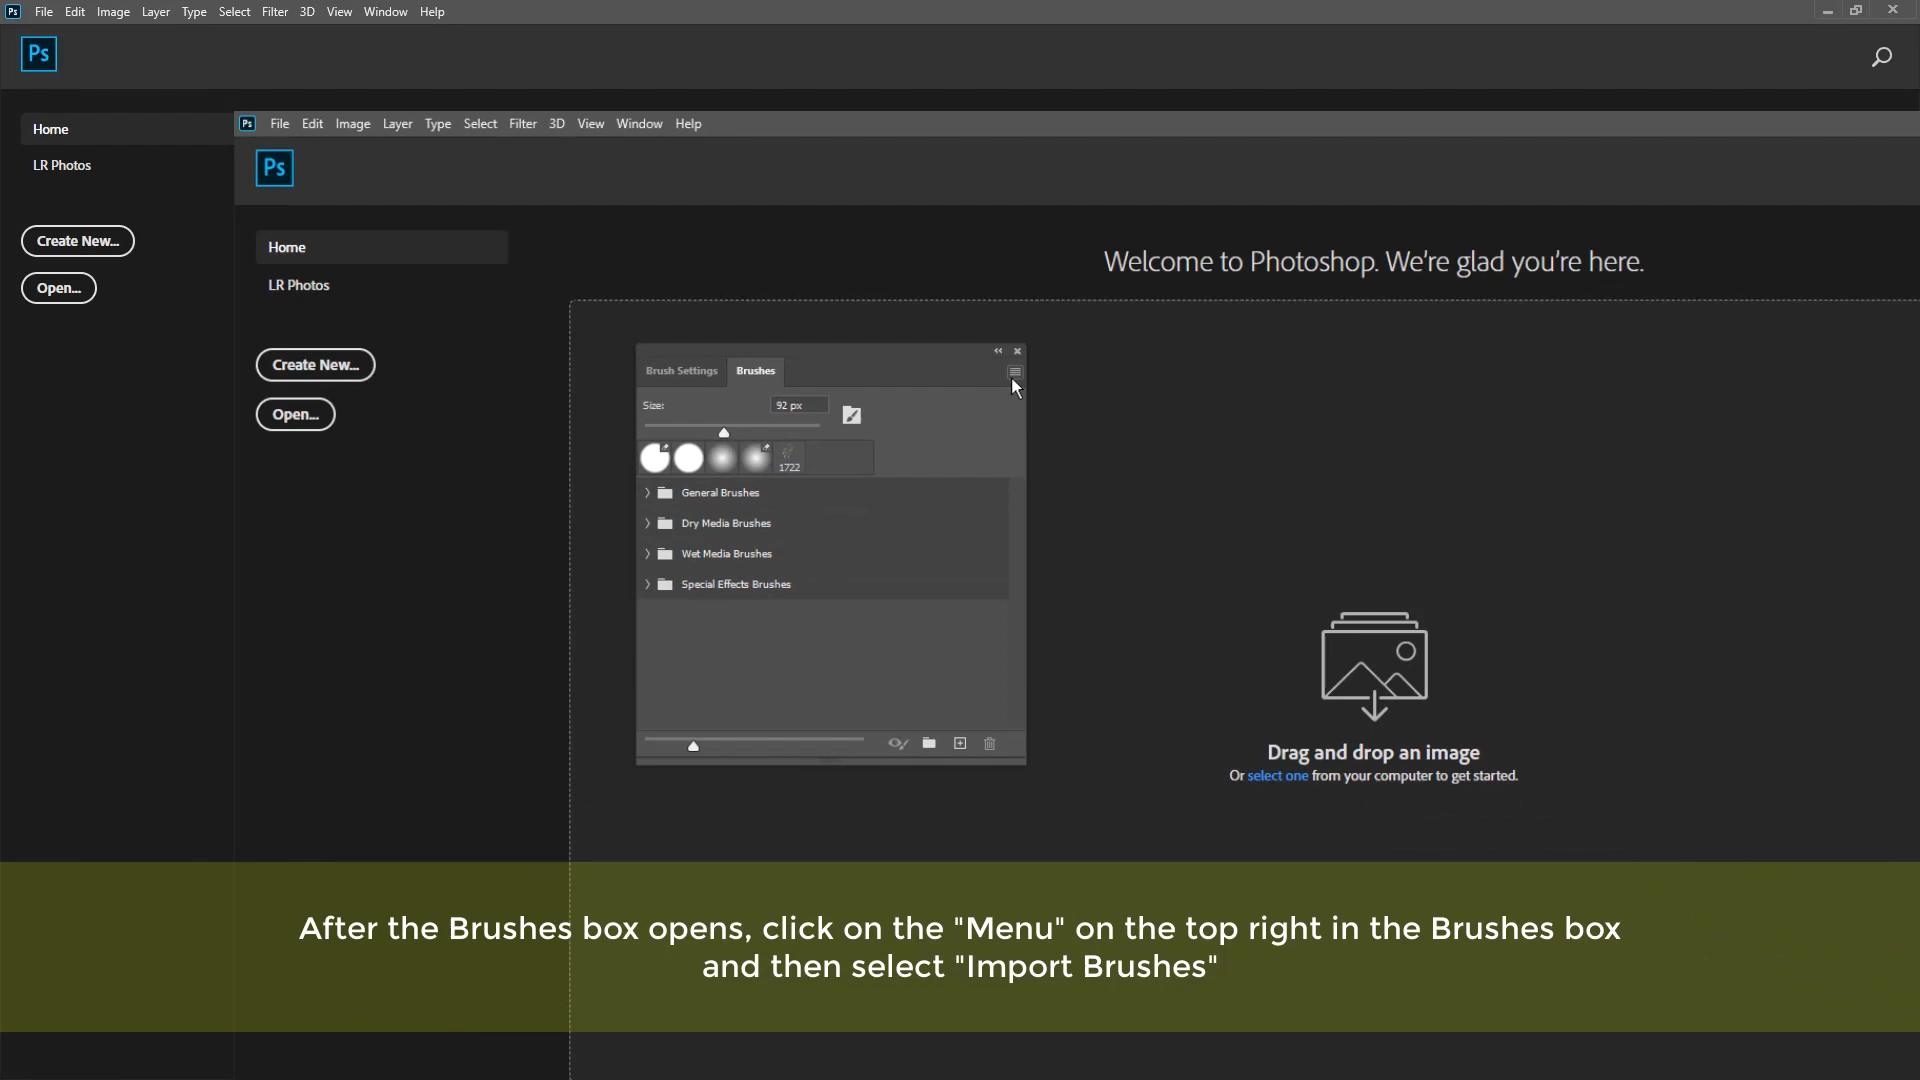 Ps File Edit Image Layer Type Select Filter 3D View Window Help
Ps
Home
LR Photos
Create New...
Open...
Ps File Edit Image Layer Type Select Filter 3D View Window Help
Ps
Home
LR Photos
Create New...
Open...
Welcome to Photoshop. We're glad you're here.
Brush Settings Brushes
Size: 92 px
1722
General Brushes
Dry Media Brushes
Wet Media Brushes
Special Effects Brushes
Drag and drop an image
Or select one from your computer to get started.
After the Brushes box opens, click on the "Menu" on the top right in the Brushes box
and then select "Import Brushes"